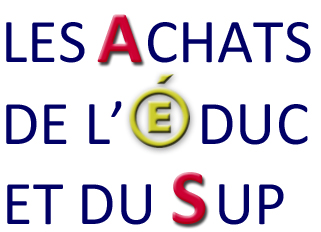 LES ACHATS
DE L’ÉDUC
ET DU SUP